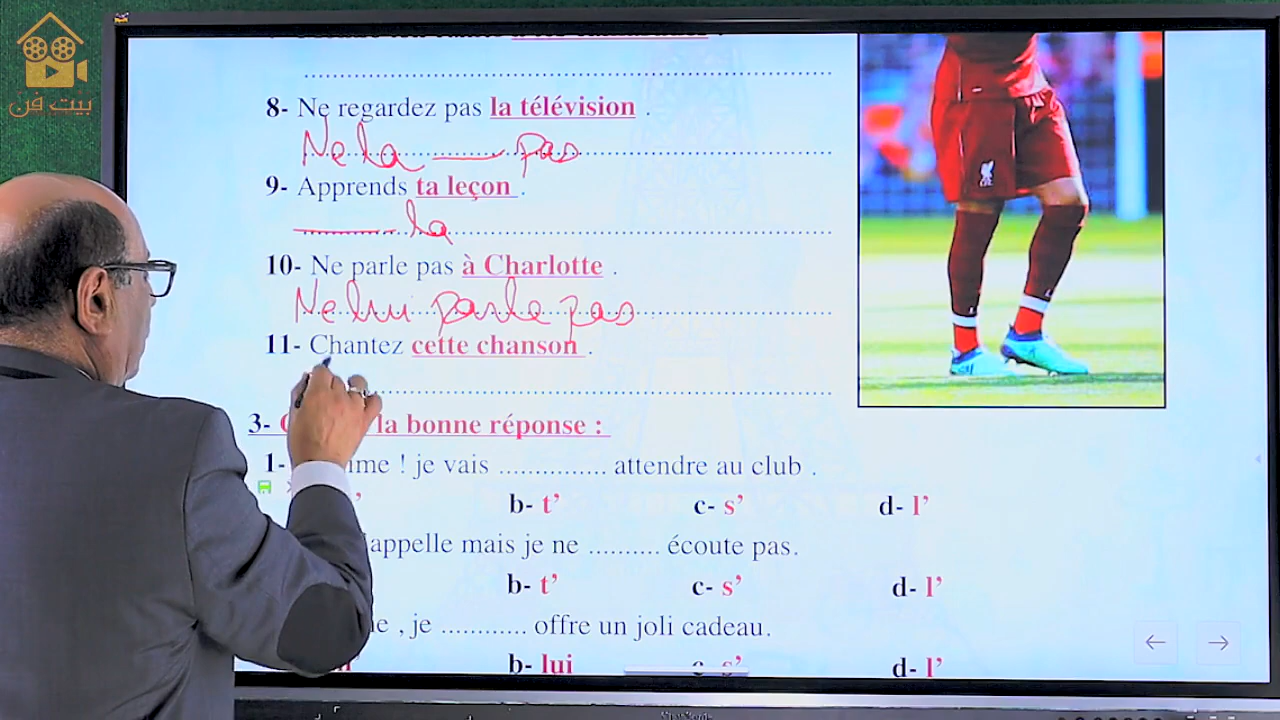 بيت فن
8- Ne regardez pas la télévision .
Ne la pas
9- Apprends ta leçon .
la
10- Ne parle pas à Charlotte .
Ne lui parle pas
11- Chantez cette chanson .
3- la bonne réponse :
1- ! je vais ............... attendre au club .
b- t’ c- s’ d- l’
appelle mais je ne .......... écoute pas.
b- t’ c- s’ d- l’
, je ............ offre un joli cadeau.
b- lui c- s’ d- l’